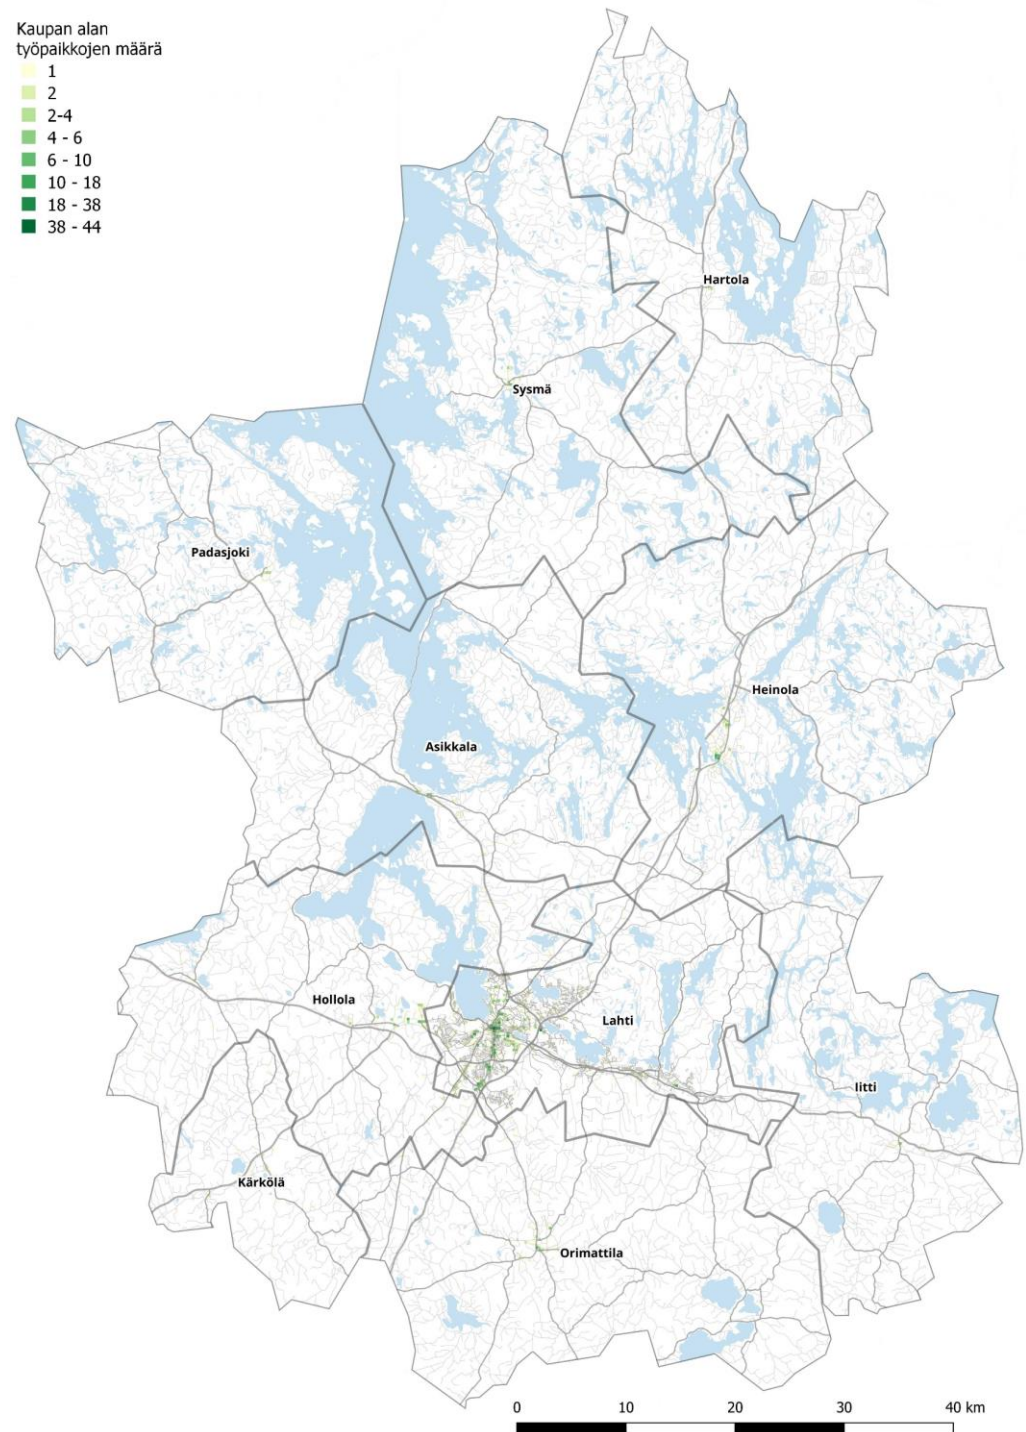 Kaupan alan
työpaikkojen määrä
1
2
2-4
4 - 6
6 - 10
10 - 18
18 - 38
38 - 44
Hartola
Sysmä
Padasjoki
Heinola
Asikkala
Hollola
Lahti
Iitti
Kärkölä
Orimattila
0 10 20 30 40 km